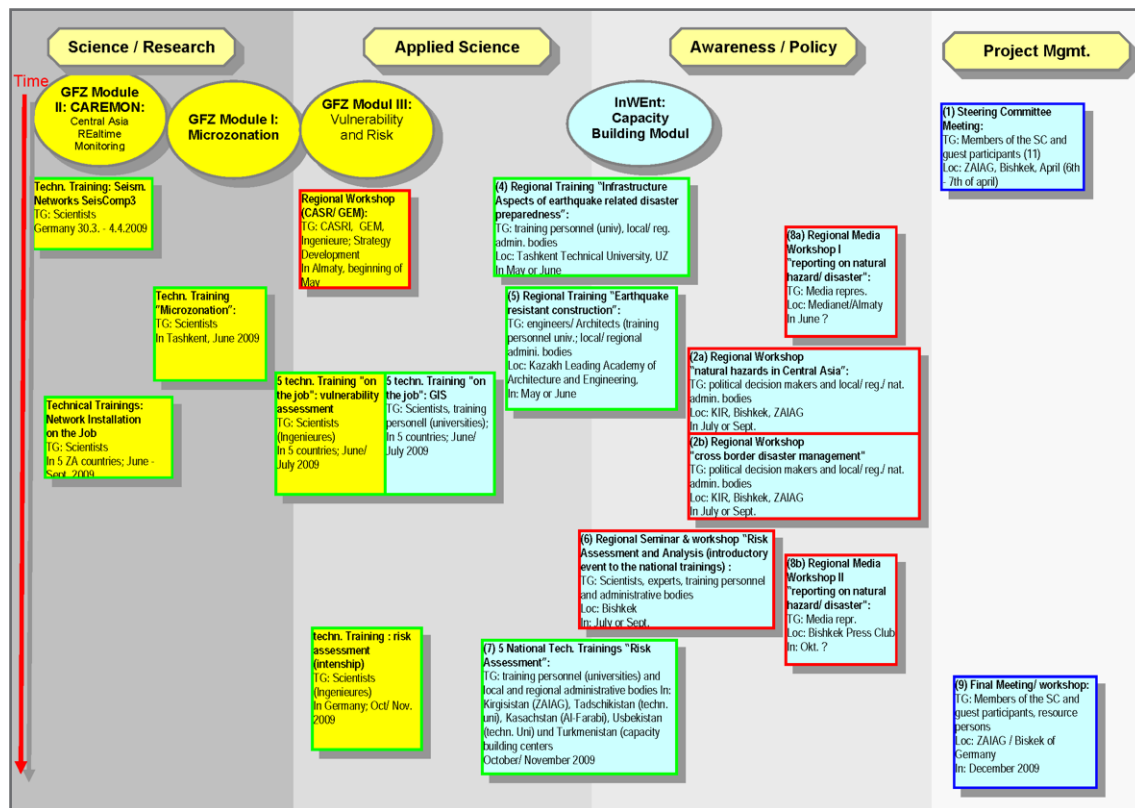 Science / Research
Applied Science
Awareness / Policy
Project Mgmt.
Time
GFZ Module
II: CAREMON:
Central Asia
REaltime
Monitoring
GFZ Module I:
Microzonation
GFZ Modul III:
Vulnerability
and Risk
InWEnt:
Capacity
Building Modul
(1) Steering Committee
Meeting:
TG: Members of the SC and
guest participants (11)
Loc: ZAIAG, Bishkek, April (6th
- 7th of april)
Techn. Training: Seism.
Networks SeisComp3
TG: Scientists
Germany 30.3. - 4.4.2009
Regional Workshop
(CASR/ GEM):
TG: CASRI, GEM,
Ingenieure; Strategy
Development
In Almaty, beginning of
May
(4) Regional Training "Infrastructure
Aspects of earthquake related disaster
preparedness":
TG: training personnel (univ), local/ reg.
admin. bodies
Loc: Tashkent Technical University, UZ
In May or June
(8a) Regional Media
Workshop I
"reporting on natural
hazard/ disaster":
TG: Media repres.
Loc: Medianet/Almaty
In June ?
Techn. Training
"Microzonation":
TG: Scientists
In Tashkent, June 2009
(5) Regional Training "Earthquake
resistant construction":
TG: engineers/ Architects (training
personnel univ.; local/ regional
admini. bodies
Loc: Kazakh Leading Academy of
Architecture and Engineering,
In: May or June
(2a) Regional Workshop
"natural hazards in Central Asia":
TG: political decision makers and local/ reg./ nat.
admin. bodies
Loc: KIR, Bishkek, ZAIAG
In July or Sept.
(2b) Regional Workshop
"cross border disaster management"
TG: political decision makers and local/ reg./ nat.
admin. bodies
Loc: KIR, Bishkek, ZAIAG
In July or Sept.
Technical Trainings:
Network Installation
on the Job
TG: Scientists
In 5 ZA countries; June -
Sept. 2009
5 techn. Training "on
the job": vulnerability
assessment
TG: Scientists
(Ingenieures)
In 5 countries; June/
July 2009
5 techn. Training "on
the job": GIS
TG: Scientists, training
personell (universities);
In 5 countries; June/
July 2009
(6) Regional Seminar & workshop "Risk
Assessment and Analysis (introductory
event to the national trainings) :
TG: Scientists, experts, training personnel
and administrative bodies
Loc: Bishkek
In: July or Sept.
(8b) Regional Media
Workshop II
"reporting on natural
hazard/ disaster":
TG: Media repr.
Loc: Bishkek Press Club
In: Okt. ?
techn. Training : risk
assessment
(intenship)
TG: Scientists
(Ingenieures)
In Germany; Oct/ Nov.
2009
(7) 5 National Tech. Trainings "Risk
Assessment":
TG: training personnel (universities) and
local and regional administrative bodies In:
Kirgisistan (ZAIAG), Tadschikistan (techn.
uni), Kasachstan (Al-Farabi), Usbekistan
(techn. Uni) und Turkmenistan (capacity
building centers
October/ November 2009
(9) Final Meeting/ workshop:
TG: Members of the SC and
guest participants, resource
persons
Loc: ZAIAG / Biskek of
Germany
In: December 2009